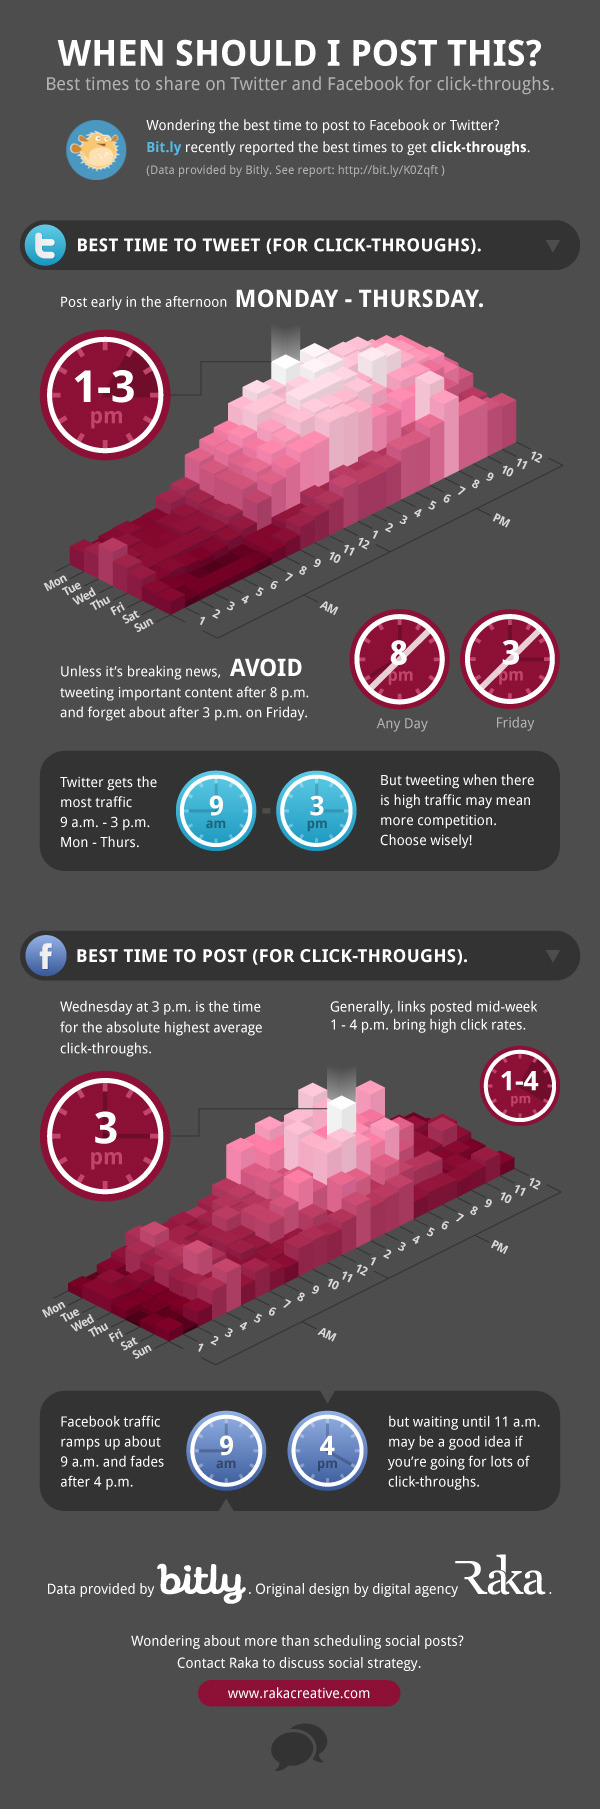 WHEN SHOULD I POST THIS?
Best times to share on Twitter and Facebook for click-throughs.
Wondering the best time to post to Facebook or Twitter?
Bit.ly recently reported the best times to get click-throughs.
(Data provided by Bitly. See report: http://bit.ly/K0Zqft )
BEST TIME TO TWEET (FOR CLICK-THROUGHS).
Post early in the afternoon MONDAY - THURSDAY.
1-3
pm
Mon
Tue
Wed
Thu
Fri
Sat
Sun
1 2 3 4 5 6 7 8 9 10 11 12 1 2 3 4 5 6 7 8 9 10 11 12
AM
PM
Unless it's breaking news, AVOID
tweeting important content after 8 p.m.
and forget about after 3 p.m. on Friday.
8
pm
Any Day
3
pm
Friday
Twitter gets the
most traffic
9 a.m. - 3 p.m.
Mon - Thurs.
9
am
-
3
pm
But tweeting when there
is high traffic may mean
more competition.
Choose wisely!
f
BEST TIME TO POST (FOR CLICK-THROUGHS).
Wednesday at 3 p.m. is the time
for the absolute highest average
click-throughs.
Generally, links posted mid-week
1 - 4 p.m. bring high click rates.
1-4
pm
3
pm
Mon
Tue
Wed
Thu
Fri
Sat
Sun
1 2 3 4 5 6 7 8 9 10 11 12 1 2 3 4 5 6 7 8 9 10 11 12
AM
PM
Facebook traffic
ramps up about
9 a.m. and fades
after 4 p.m.
9
am
4
pm
but waiting until 11 a.m.
may be a good idea if
you're going for lots of
click-throughs.
Data provided by bitly. Original design by digital agency Raka.
Wondering about more than scheduling social posts?
Contact Raka to discuss social strategy.
www.rakacreative.com